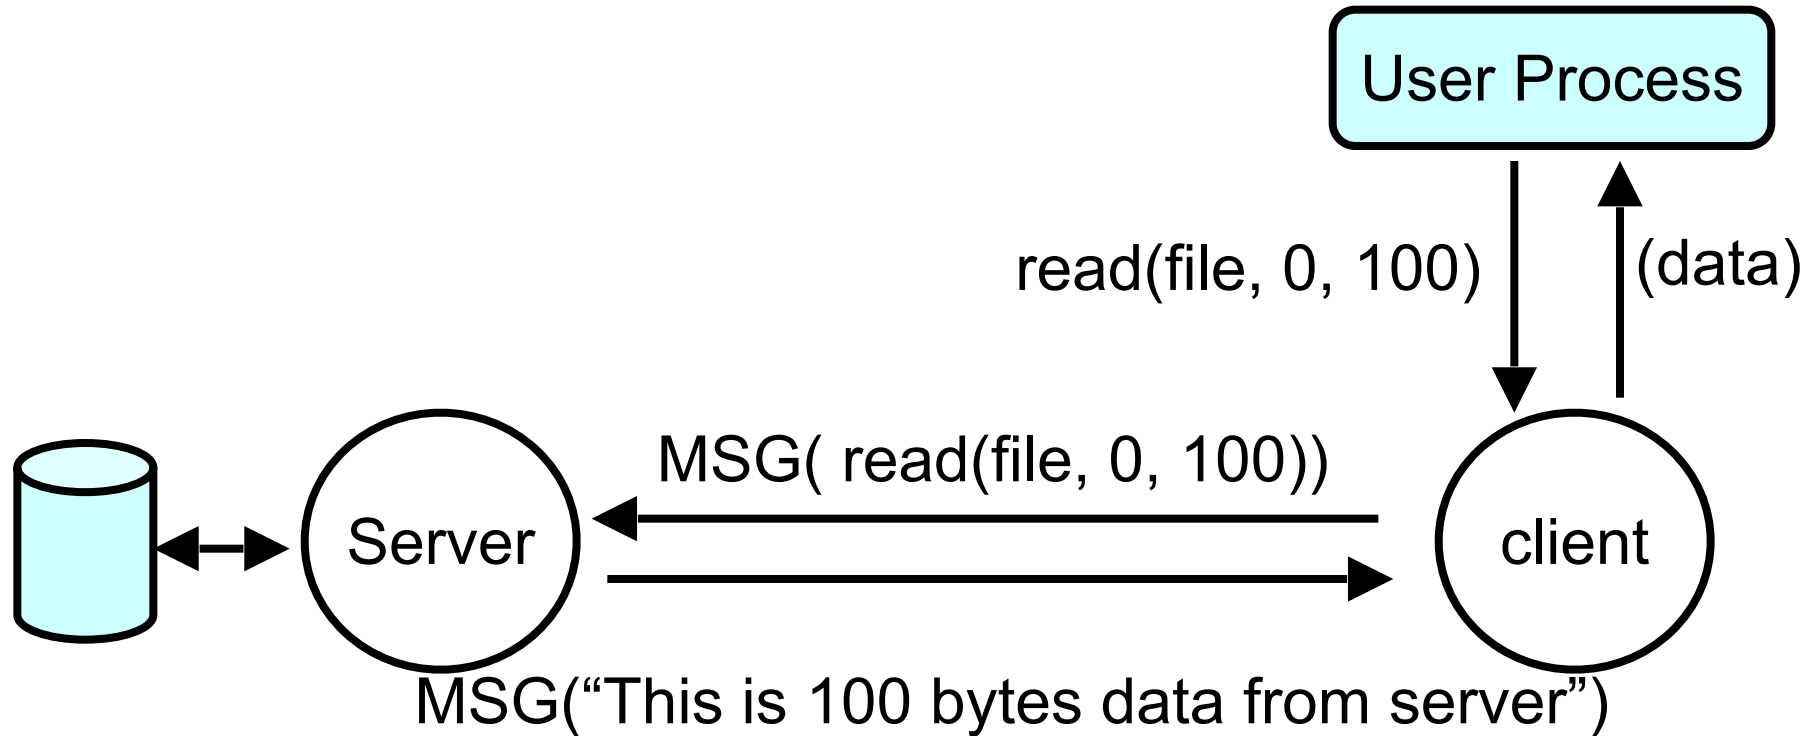 User Process
read(file, 0, 100)
(data)
MSG( read(file, 0, 100))
Server
client
MSG(“This is 100 bytes data from server”)